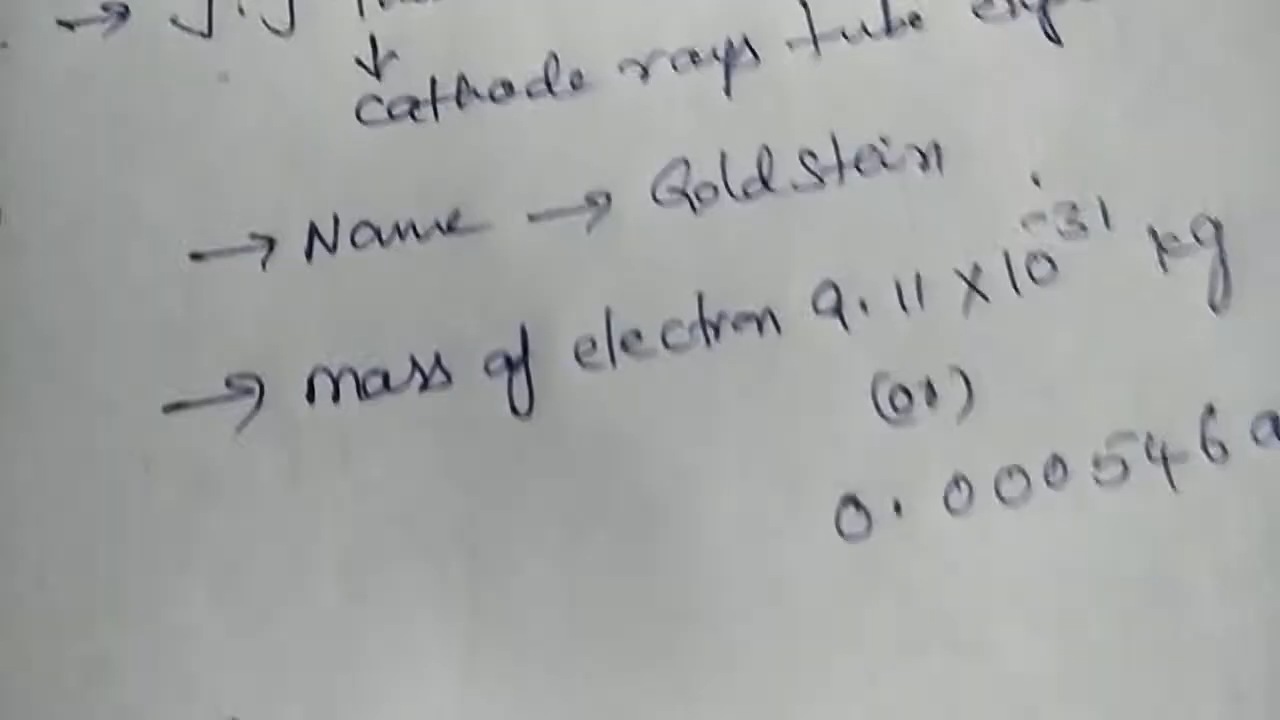 → J.J
↓
cathode rays tube
→ Name → Goldstein
→ mass of electron 9.11 × 10⁻³¹ kg
(or)
0.000546 a